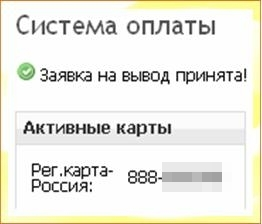 Система оплаты
Заявка на вывод принята!
Активные карты
Рег.карта-
Россия:
888-